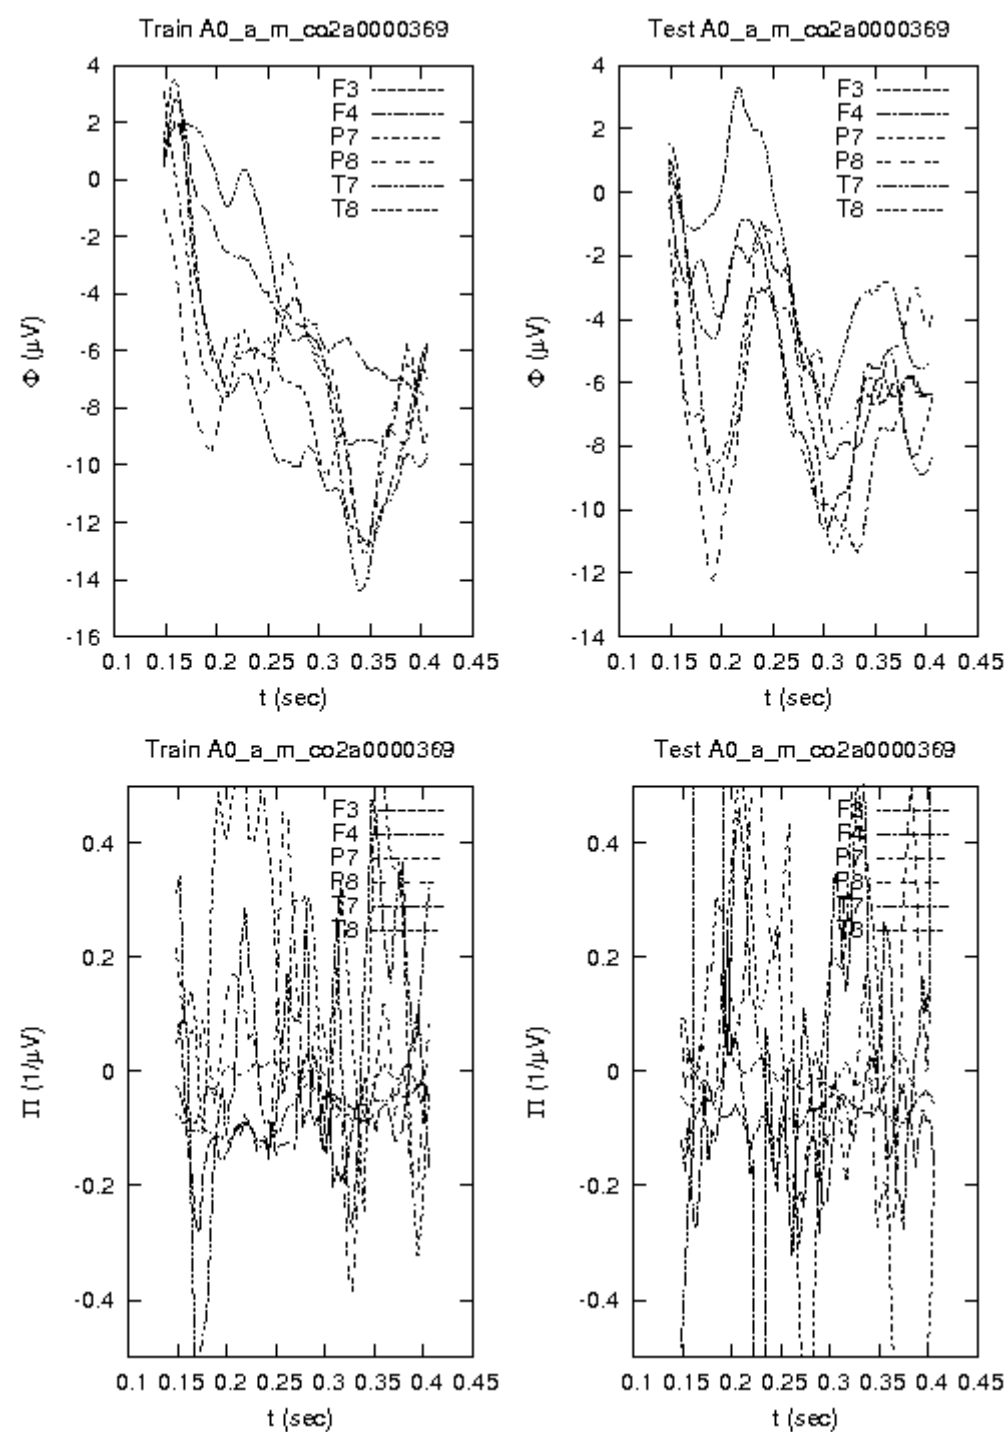 Train A0_a_m_co2a0000369
4
2
0
-2
-4
-6
-8
-10
-12
-14
-16
Φ (μV)
F3
F4
P7
P8
T7
T8
0.1 0.15 0.2 0.25 0.3 0.35 0.4 0.45
t (sec)
Test A0_a_m_co2a0000369
4
2
0
-2
-4
-6
-8
-10
-12
-14
Φ (μV)
F3
F4
P7
P8
T7
T8
0.1 0.15 0.2 0.25 0.3 0.35 0.4 0.45
t (sec)
Train A0_a_m_co2a0000369
0.4
0.2
0
-0.2
-0.4
Π (1/μV)
F3
F4
P7
P8
T7
T8
0.1 0.15 0.2 0.25 0.3 0.35 0.4 0.45
t (sec)
Test A0_a_m_co2a0000369
0.4
0.2
0
-0.2
-0.4
Π (1/μV)
F3
F4
P7
P8
T7
T8
0.1 0.15 0.2 0.25 0.3 0.35 0.4 0.45
t (sec)